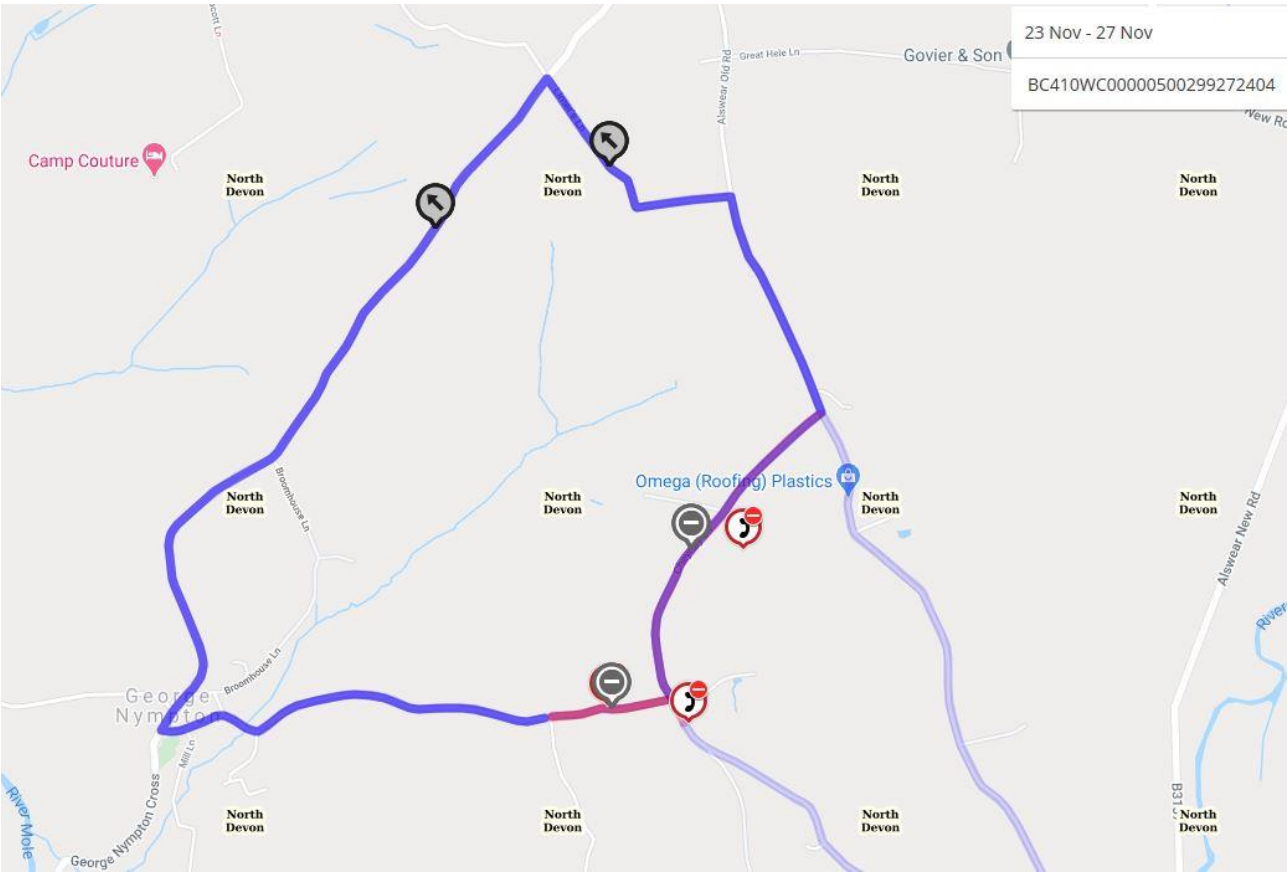 23 Nov - 27 Nov
BC410WC00000500299272404
Govier & Son
Great Hele Ln
Alswear Old Rd
Camp Couture
North
Devon
North
Devon
North
Devon
North
Devon
Broomhouse Ln
Omega (Roofing) Plastics
North
Devon
North
Devon
North
Devon
North
Devon
Alswear New Rd
River
Broomhouse Ln
George
Nympton
Mill Ln
River Mole
George Nympton Cross
North
Devon
North
Devon
North
Devon
North
Devon